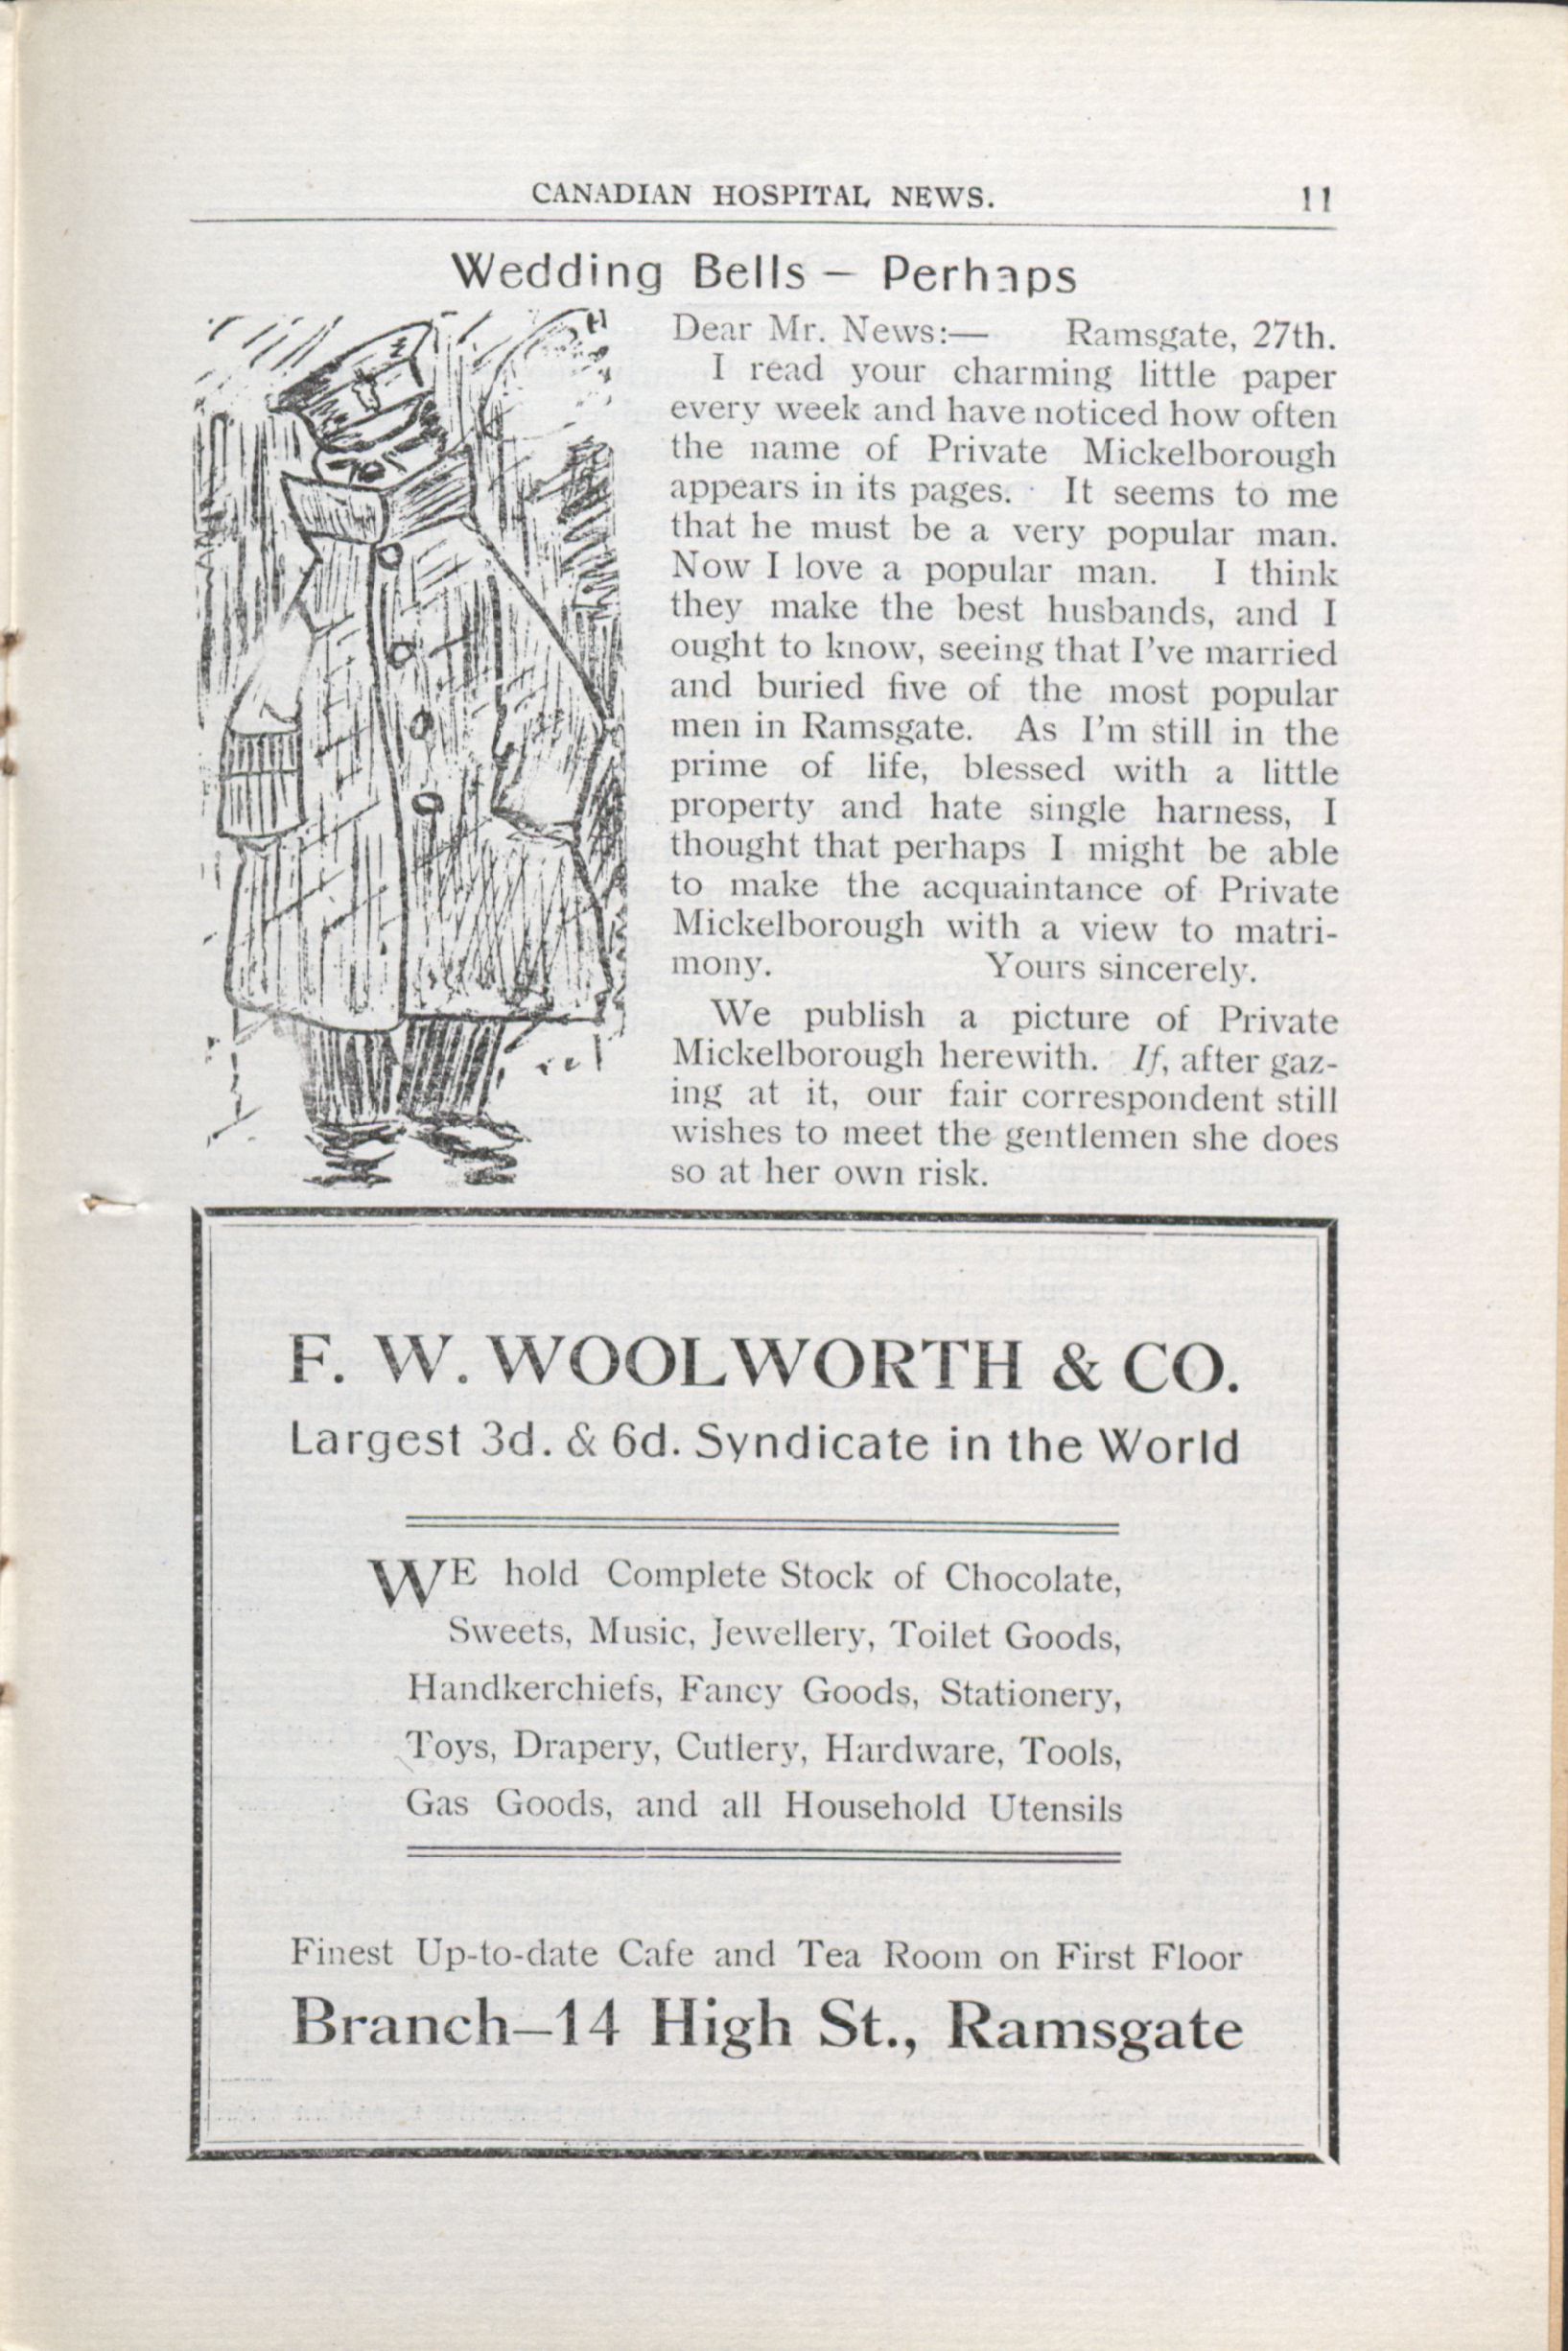 CANADIAN HOSPITAL NEWS. 11
Wedding Bells — Perhaps
Dear Mr. News:— Ramsgate, 27th.
I read your charming little paper
every week and have noticed how often
the name of Private Mickelborough
appears in its pages. It seems to me
that he must be a very popular man.
Now I love a popular man. I think
they make the best husbands, and I
ought to know, seeing that I've married
and buried five of the most popular
men in Ramsgate. As I'm still in the
prime of life, blessed with a little
property and hate single harness, I
thought that perhaps I might be able
to make the acquaintance of Private
Mickelborough with a view to matri-
mony. Yours sincerely.
We publish a picture of Private
Mickelborough herewith. If, after gaz-
ing at it, our fair correspondent still
wishes to meet the gentlemen she does
so at her own risk.
F. W. WOOLWORTH & CO.
Largest 3d. & 6d. Syndicate in the World
WE hold Complete Stock of Chocolate,
Sweets, Music, Jewellery, Toilet Goods,
Handkerchiefs, Fancy Goods, Stationery,
Toys, Drapery, Cutlery, Hardware, Tools,
Gas Goods, and all Household Utensils
Finest Up-to-date Cafe and Tea Room on First Floor
Branch–14 High St., Ramsgate